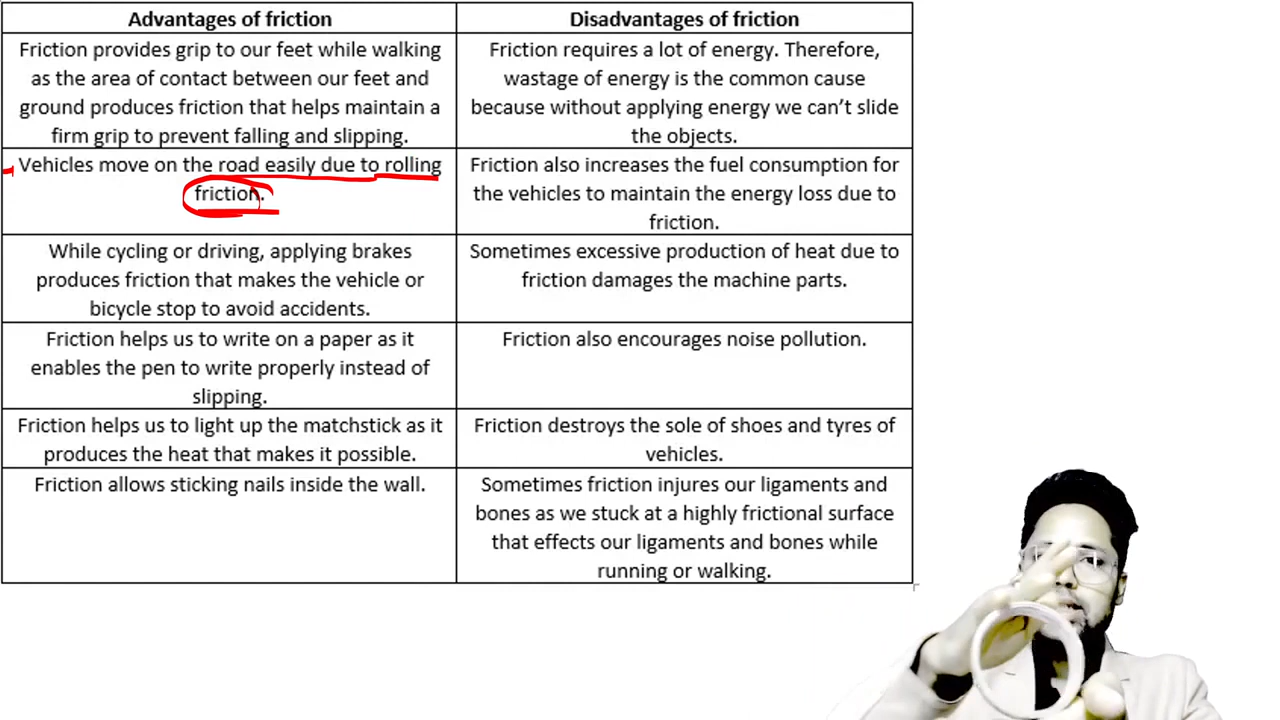 Advantages of friction
Disadvantages of friction
Friction provides grip to our feet while walking
as the area of contact between our feet and
ground produces friction that helps maintain a
firm grip to prevent falling and slipping.
Friction requires a lot of energy. Therefore,
wastage of energy is the common cause
because without applying energy we can't slide
the objects.
Vehicles move on the road easily due to rolling
friction.
Friction also increases the fuel consumption for
the vehicles to maintain the energy loss due to
friction.
While cycling or driving, applying brakes
produces friction that makes the vehicle or
bicycle stop to avoid accidents.
Sometimes excessive production of heat due to
friction damages the machine parts.
Friction helps us to write on a paper as it
enables the pen to write properly instead of
slipping.
Friction also encourages noise pollution.
Friction helps us to light up the matchstick as it
produces the heat that makes it possible.
Friction destroys the sole of shoes and tyres of
vehicles.
Friction allows sticking nails inside the wall.
Sometimes friction injures our ligaments and
bones as we stuck at a highly frictional surface
that effects our ligaments and bones while
running or walking.